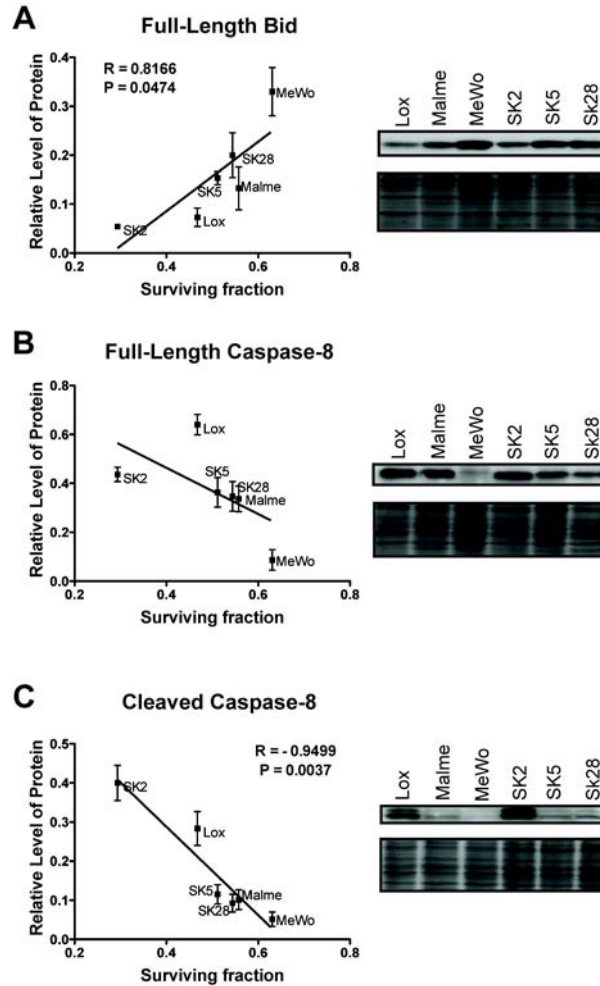 A
Full-Length Bid
R = 0.8166
P = 0.0474
Relative Level of Protein
0.4
0.3
0.2
0.1
0.0
MeWo
SK28
SK5
Malme
Lox
SK2
0.2 0.4 0.6 0.8
Surviving fraction
Lox Malme MeWo SK2 SK5 Sk28
B
Full-Length Caspase-8
Relative Level of Protein
0.8
0.6
0.4
0.2
0.0
Lox
SK2
SK5
SK28
Malme
MeWo
0.2 0.4 0.6 0.8
Surviving fraction
Lox Malme MeWo SK2 SK5 Sk28
C
Cleaved Caspase-8
R = - 0.9499
P = 0.0037
Relative Level of Protein
0.5
0.4
0.3
0.2
0.1
0.0
SK2
Lox
SK5
Malme
SK28
MeWo
0.2 0.4 0.6 0.8
Surviving fraction
Lox Malme MeWo SK2 SK5 Sk28